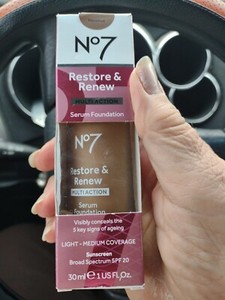 No7
Restore &
Renew
MULTI ACTION
Serum Foundation
No7
Restore &
Renew
MULTI ACTION
Serum
Foundation
Visibly conceals the
5 key signs of ageing
LIGHT - MEDIUM COVERAGE
Sunscreen
Broad Spectrum SPF 20
30ml e 1 US Fl. Oz.